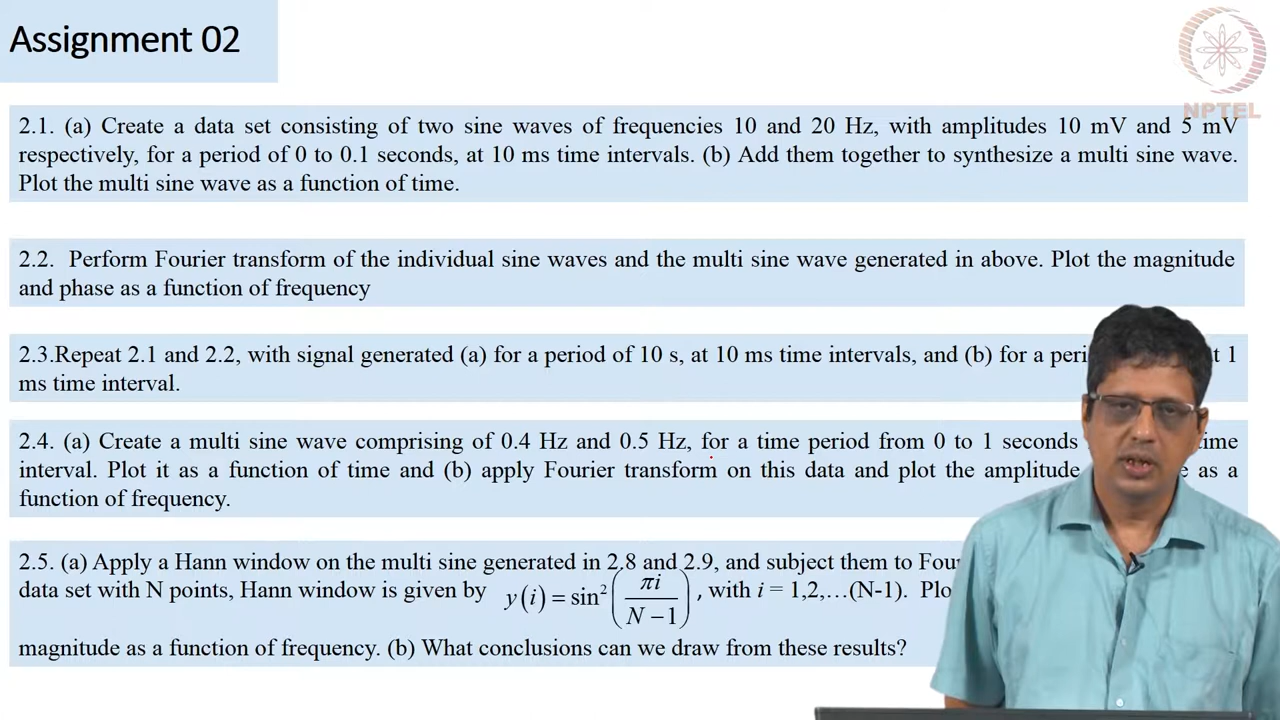 Assignment 02
NPTEL
2.1. (a) Create a data set consisting of two sine waves of frequencies 10 and 20 Hz, with amplitudes 10 mV and 5 mV
respectively, for a period of 0 to 0.1 seconds, at 10 ms time intervals. (b) Add them together to synthesize a multi sine wave.
Plot the multi sine wave as a function of time.
2.2. Perform Fourier transform of the individual sine waves and the multi sine wave generated in above. Plot the magnitude
and phase as a function of frequency
2.3.Repeat 2.1 and 2.2, with signal generated (a) for a period of 10 s, at 10 ms time intervals, and (b) for a peri t 1
ms time interval.
2.4. (a) Create a multi sine wave comprising of 0.4 Hz and 0.5 Hz, for a time period from 0 to 1 seconds ime
interval. Plot it as a function of time and (b) apply Fourier transform on this data and plot the amplitude e as a
function of frequency.
2.5. (a) Apply a Hann window on the multi sine generated in 2.8 and 2.9, and subject them to Fou
data set with N points, Hann window is given by y(i) = sin²(πi/(N−1)), with i = 1,2,…(N-1). Plo
magnitude as a function of frequency. (b) What conclusions can we draw from these results?